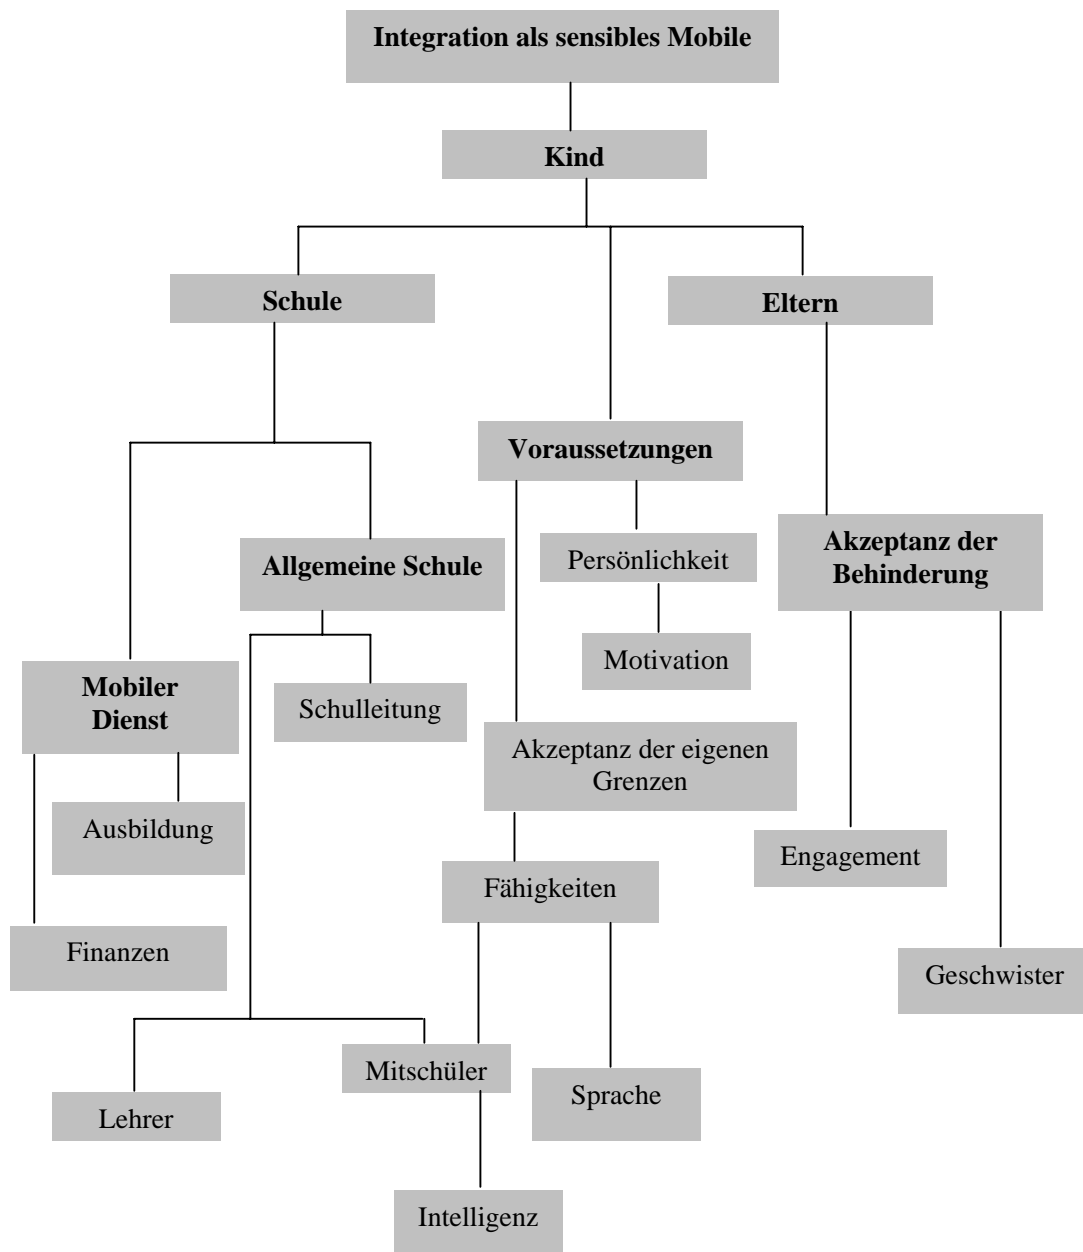 Integration als sensibles Mobile
Kind
Schule
Eltern
Voraussetzungen
Akzeptanz der
Behinderung
Persönlichkeit
Allgemeine Schule
Motivation
Mobiler
Dienst
Schulleitung
Akzeptanz der eigenen
Grenzen
Ausbildung
Engagement
Fähigkeiten
Finanzen
Geschwister
Mitschüler
Sprache
Lehrer
Intelligenz